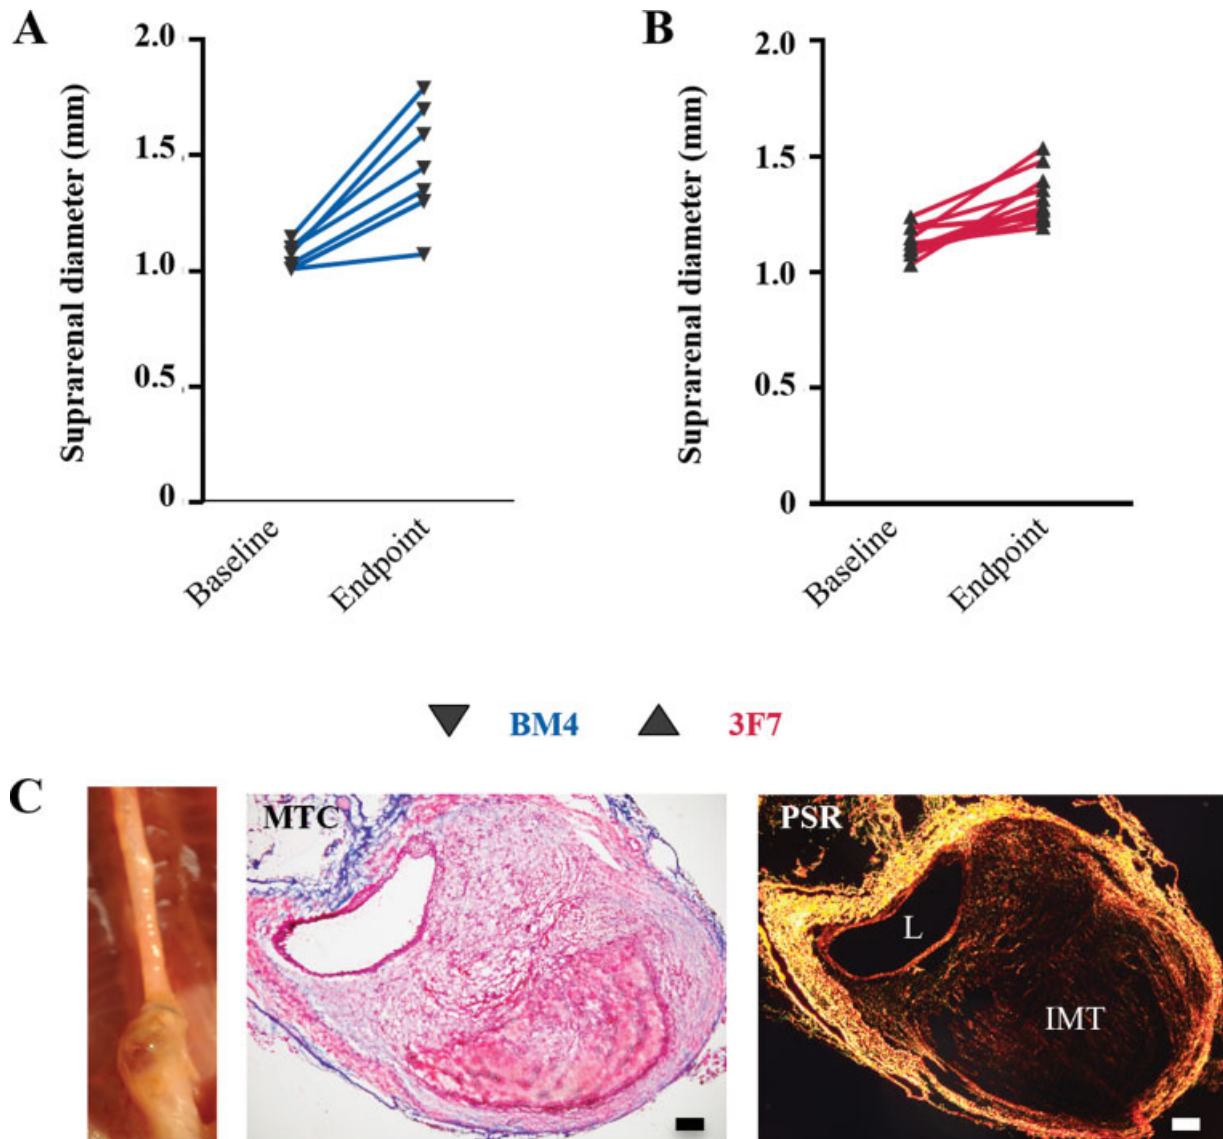 A
Suprarenal diameter (mm)
2.0
1.5
1.0
0.5
0
Baseline
Endpoint
B
Suprarenal diameter (mm)
2.0
1.5
1.0
0.5
0
Baseline
Endpoint
BM4
3F7
C
MTC
PSR
L
IMT